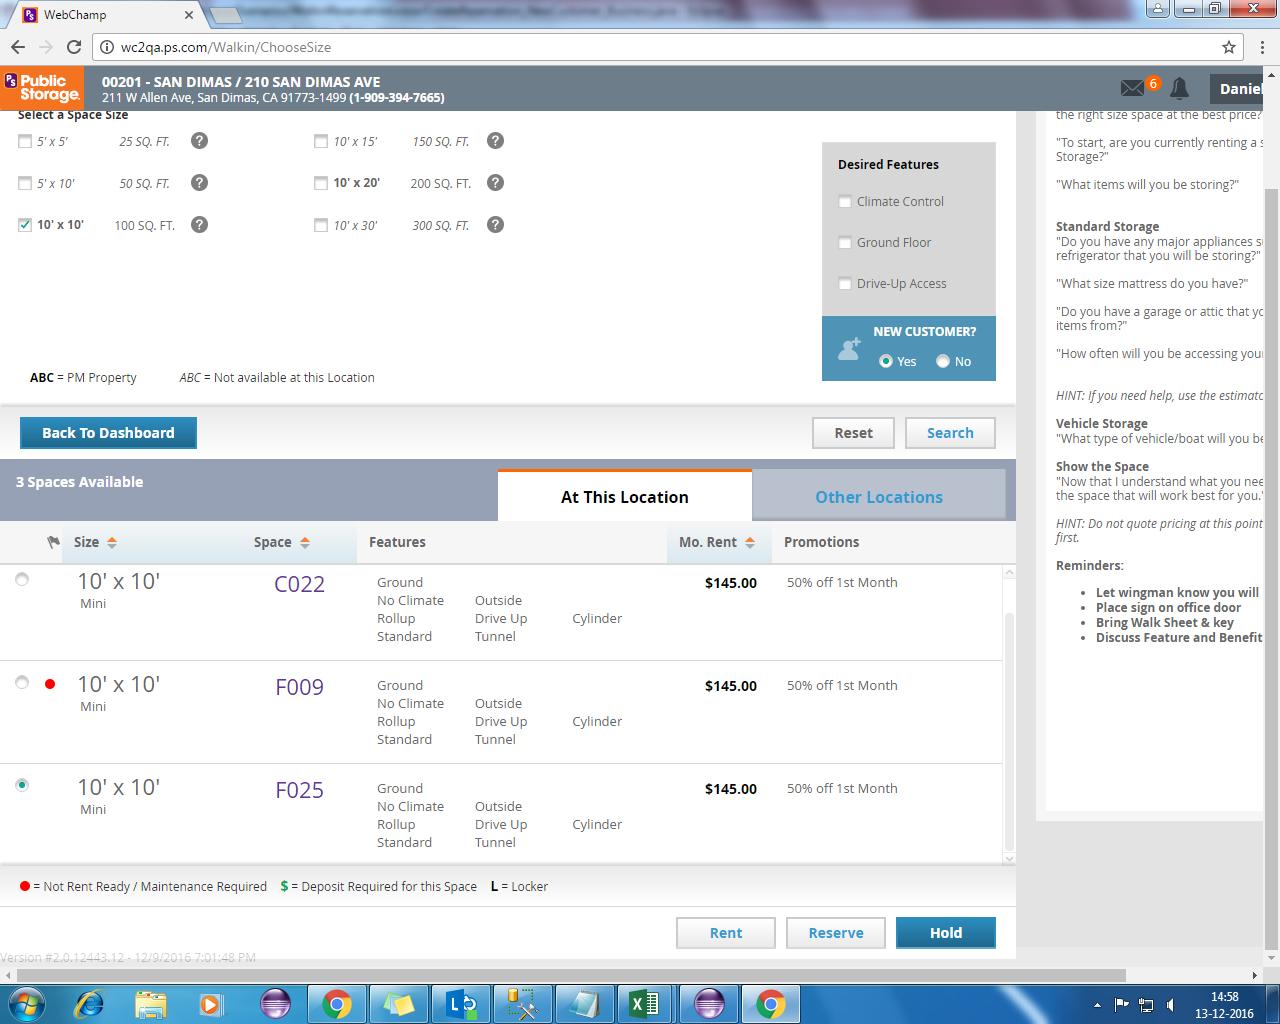 WebChamp
wc2qa.ps.com/Walkin/ChooseSize
PS Public Storage.
00201 - SAN DIMAS / 210 SAN DIMAS AVE
211 W Allen Ave, San Dimas, CA 91773-1499 (1-909-394-7665)
6
Daniel
Select a Space Size
5' x 5' 25 SQ. FT. ?
10' x 15' 150 SQ. FT. ?
5' x 10' 50 SQ. FT. ?
10' x 20' 200 SQ. FT. ?
10' x 10' 100 SQ. FT. ?
10' x 30' 300 SQ. FT. ?
Desired Features
Climate Control
Ground Floor
Drive-Up Access
NEW CUSTOMER?
Yes No
ABC = PM Property ABC = Not available at this Location
Back To Dashboard Reset Search
3 Spaces Available At This Location Other Locations
Size Space Features Mo. Rent Promotions
10' x 10' C022 Ground $145.00 50% off 1st Month
Mini
No Climate Outside
Rollup Drive Up Cylinder
Standard Tunnel
10' x 10' F009 Ground $145.00 50% off 1st Month
Mini
No Climate Outside
Rollup Drive Up Cylinder
Standard Tunnel
10' x 10' F025 Ground $145.00 50% off 1st Month
Mini
No Climate Outside
Rollup Drive Up Cylinder
Standard Tunnel
= Not Rent Ready / Maintenance Required $ = Deposit Required for this Space L = Locker
Rent Reserve Hold
Version #2.0.12443.12 - 12/9/2016 7:01:48 PM
the right size space at the best price?
"To start, are you currently renting a s
Storage?"
"What items will you be storing?"
Standard Storage
"Do you have any major appliances su
refrigerator that you will be storing?"
"What size mattress do you have?"
"Do you have a garage or attic that yo
items from?"
"How often will you be accessing your
HINT: If you need help, use the estimato
Vehicle Storage
"What type of vehicle/boat will you be
Show the Space
"Now that I understand what you nee
the space that will work best for you."
HINT: Do not quote pricing at this point
first.
Reminders:
• Let wingman know you will
• Place sign on office door
• Bring Walk Sheet & key
• Discuss Feature and Benefit
14:58
13-12-2016